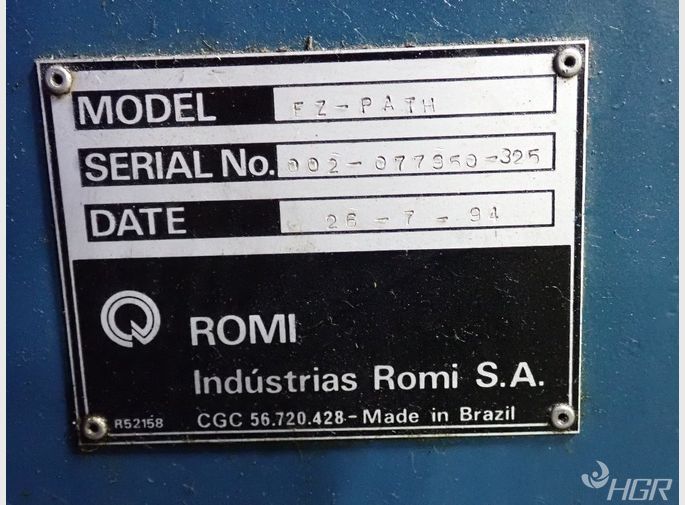 MODEL FZ-PATH
SERIAL No. 002-077350-325
DATE 26-7-94
ROMI
Indústrias Romi S.A.
R52158 CGC 56.720.428-Made in Brazil
HGR